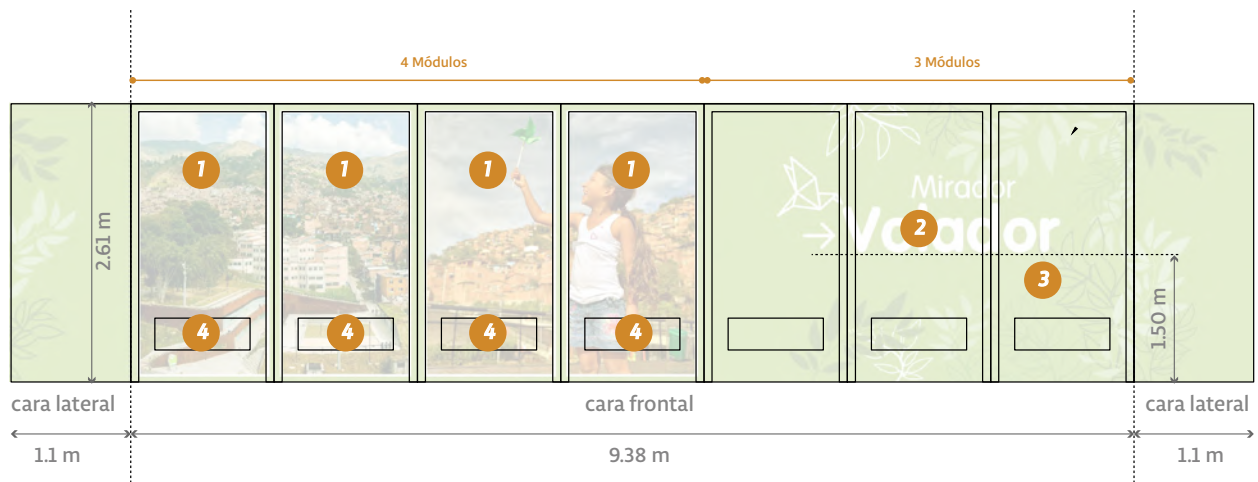 4 Módulos
3 Módulos
1
1
1
1
Mirador
Volador
2
3
2.61 m
1.50 m
4
4
4
4
cara lateral
cara frontal
cara lateral
1.1 m
9.38 m
1.1 m